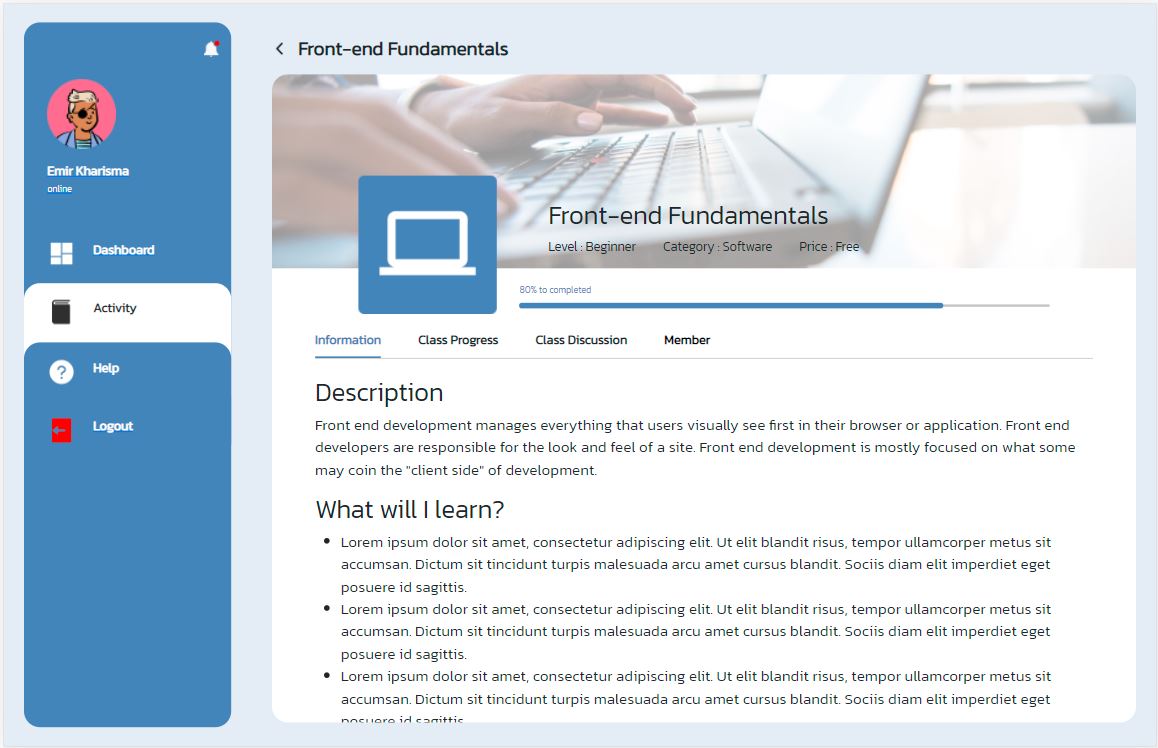 Front-end Fundamentals
Emir Kharisma
online
Dashboard
Activity
Help
Logout
Front-end Fundamentals
Level : Beginner Category : Software Price : Free
80% to completed
Information Class Progress Class Discussion Member
Description
Front end development manages everything that users visually see first in their browser or application. Front end
developers are responsible for the look and feel of a site. Front end development is mostly focused on what some
may coin the "client side" of development.
What will I learn?
• Lorem ipsum dolor sit amet, consectetur adipiscing elit. Ut elit blandit risus, tempor ullamcorper metus sit
accumsan. Dictum sit tincidunt turpis malesuada arcu amet cursus blandit. Sociis diam elit imperdiet eget
posuere id sagittis.
• Lorem ipsum dolor sit amet, consectetur adipiscing elit. Ut elit blandit risus, tempor ullamcorper metus sit
accumsan. Dictum sit tincidunt turpis malesuada arcu amet cursus blandit. Sociis diam elit imperdiet eget
posuere id sagittis.
• Lorem ipsum dolor sit amet, consectetur adipiscing elit. Ut elit blandit risus, tempor ullamcorper metus sit
accumsan. Dictum sit tincidunt turpis malesuada arcu amet cursus blandit. Sociis diam elit imperdiet eget
posuere id sagittis.